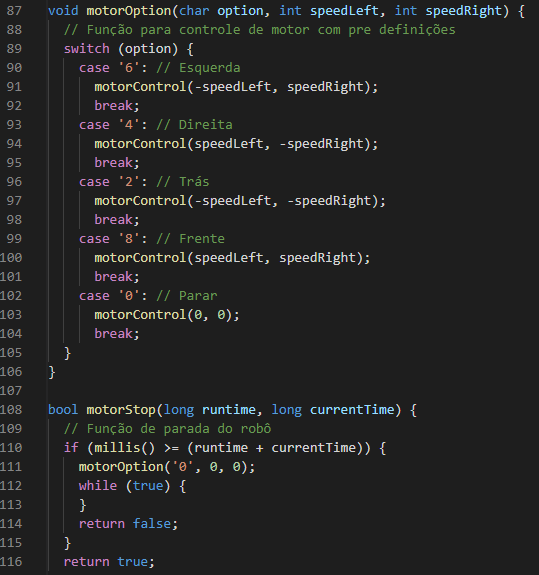 87 void motorOption(char option, int speedLeft, int speedRight) {
88   // Função para controle de motor com pre definições
89   switch (option) {
90     case '6': // Esquerda
91       motorControl(-speedLeft, speedRight);
92       break;
93     case '4': // Direita
94       motorControl(speedLeft, -speedRight);
95       break;
96     case '2': // Trás
97       motorControl(-speedLeft, -speedRight);
98       break;
99     case '8': // Frente
100       motorControl(speedLeft, speedRight);
101       break;
102     case '0': // Parar
103       motorControl(0, 0);
104       break;
105   }
106 }
107
108 bool motorStop(long runtime, long currentTime) {
109   // Função de parada do robô
110   if (millis() >= (runtime + currentTime)) {
111     motorOption('0', 0, 0);
112     while (true) {
113     }
114     return false;
115   }
116   return true;